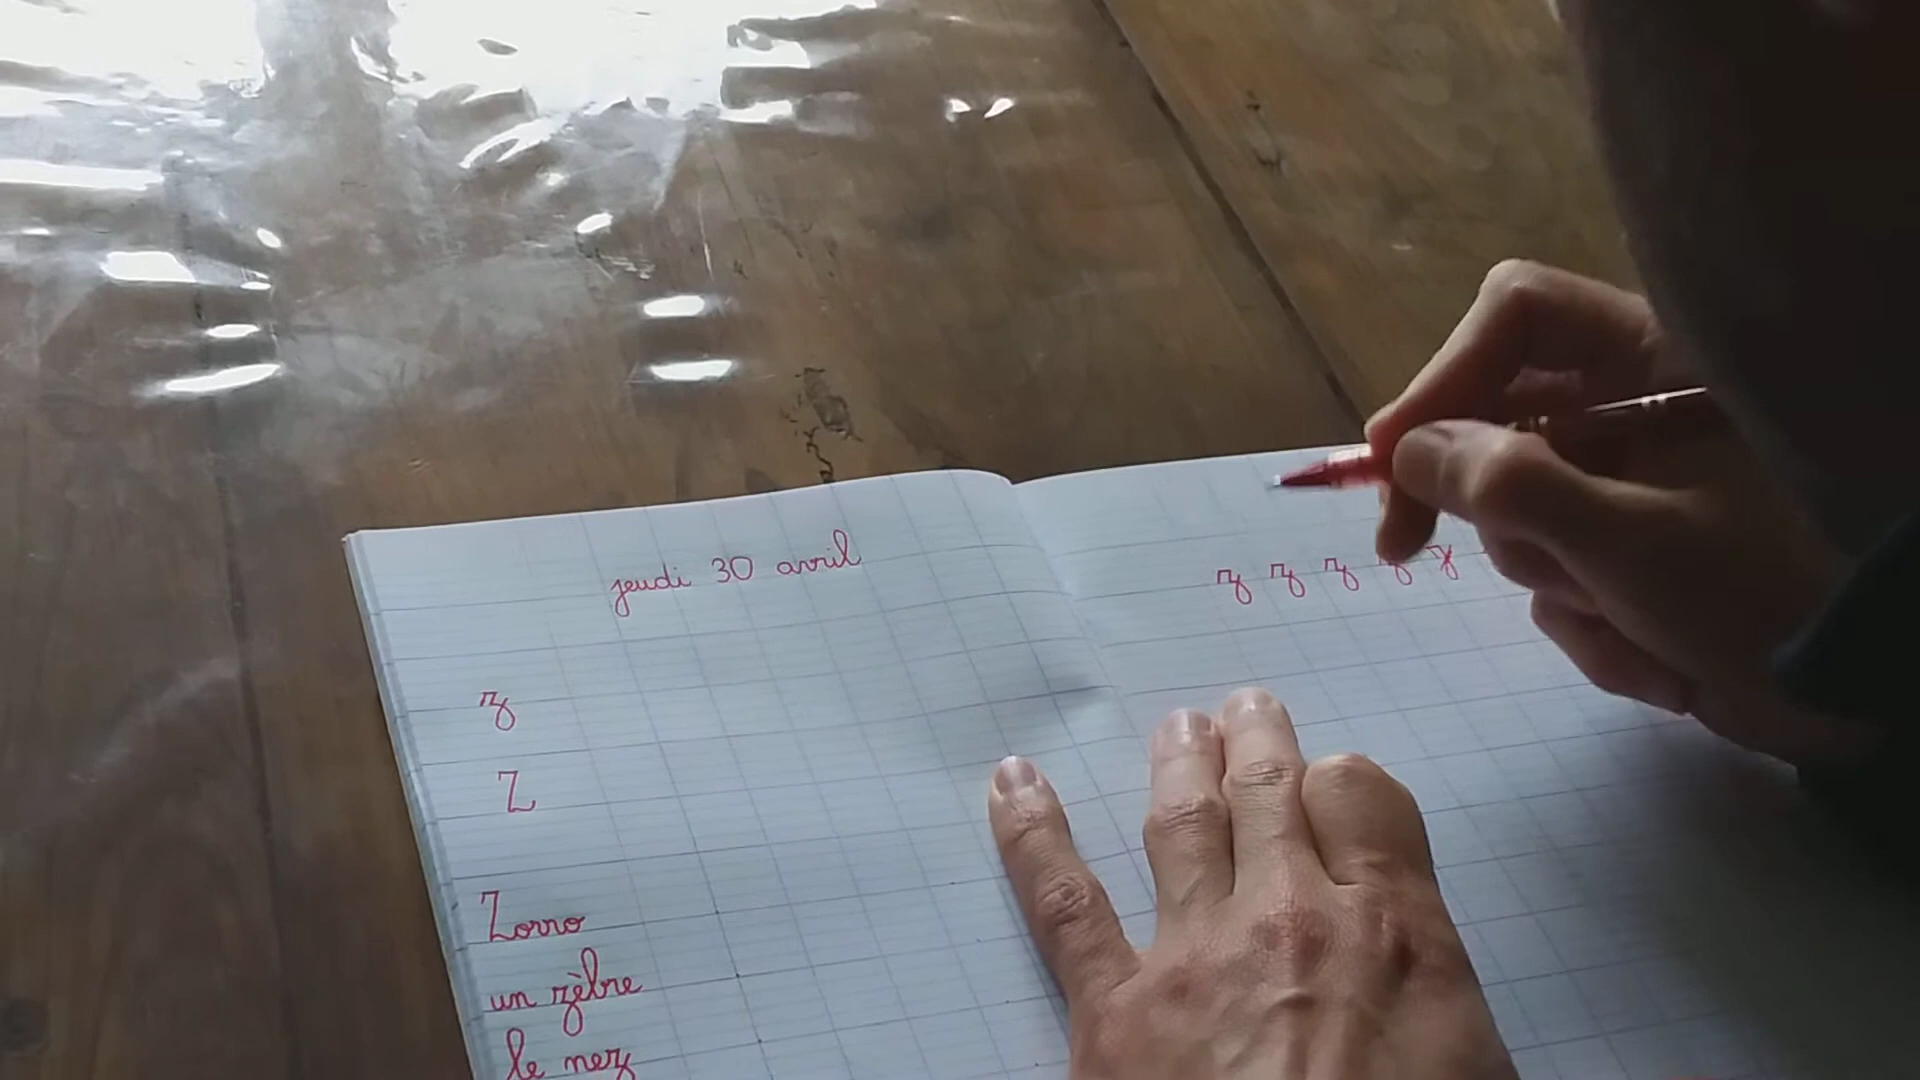 jeudi 30 avril
z
Z
Zorro
un zèbre
le nez
z z z z z